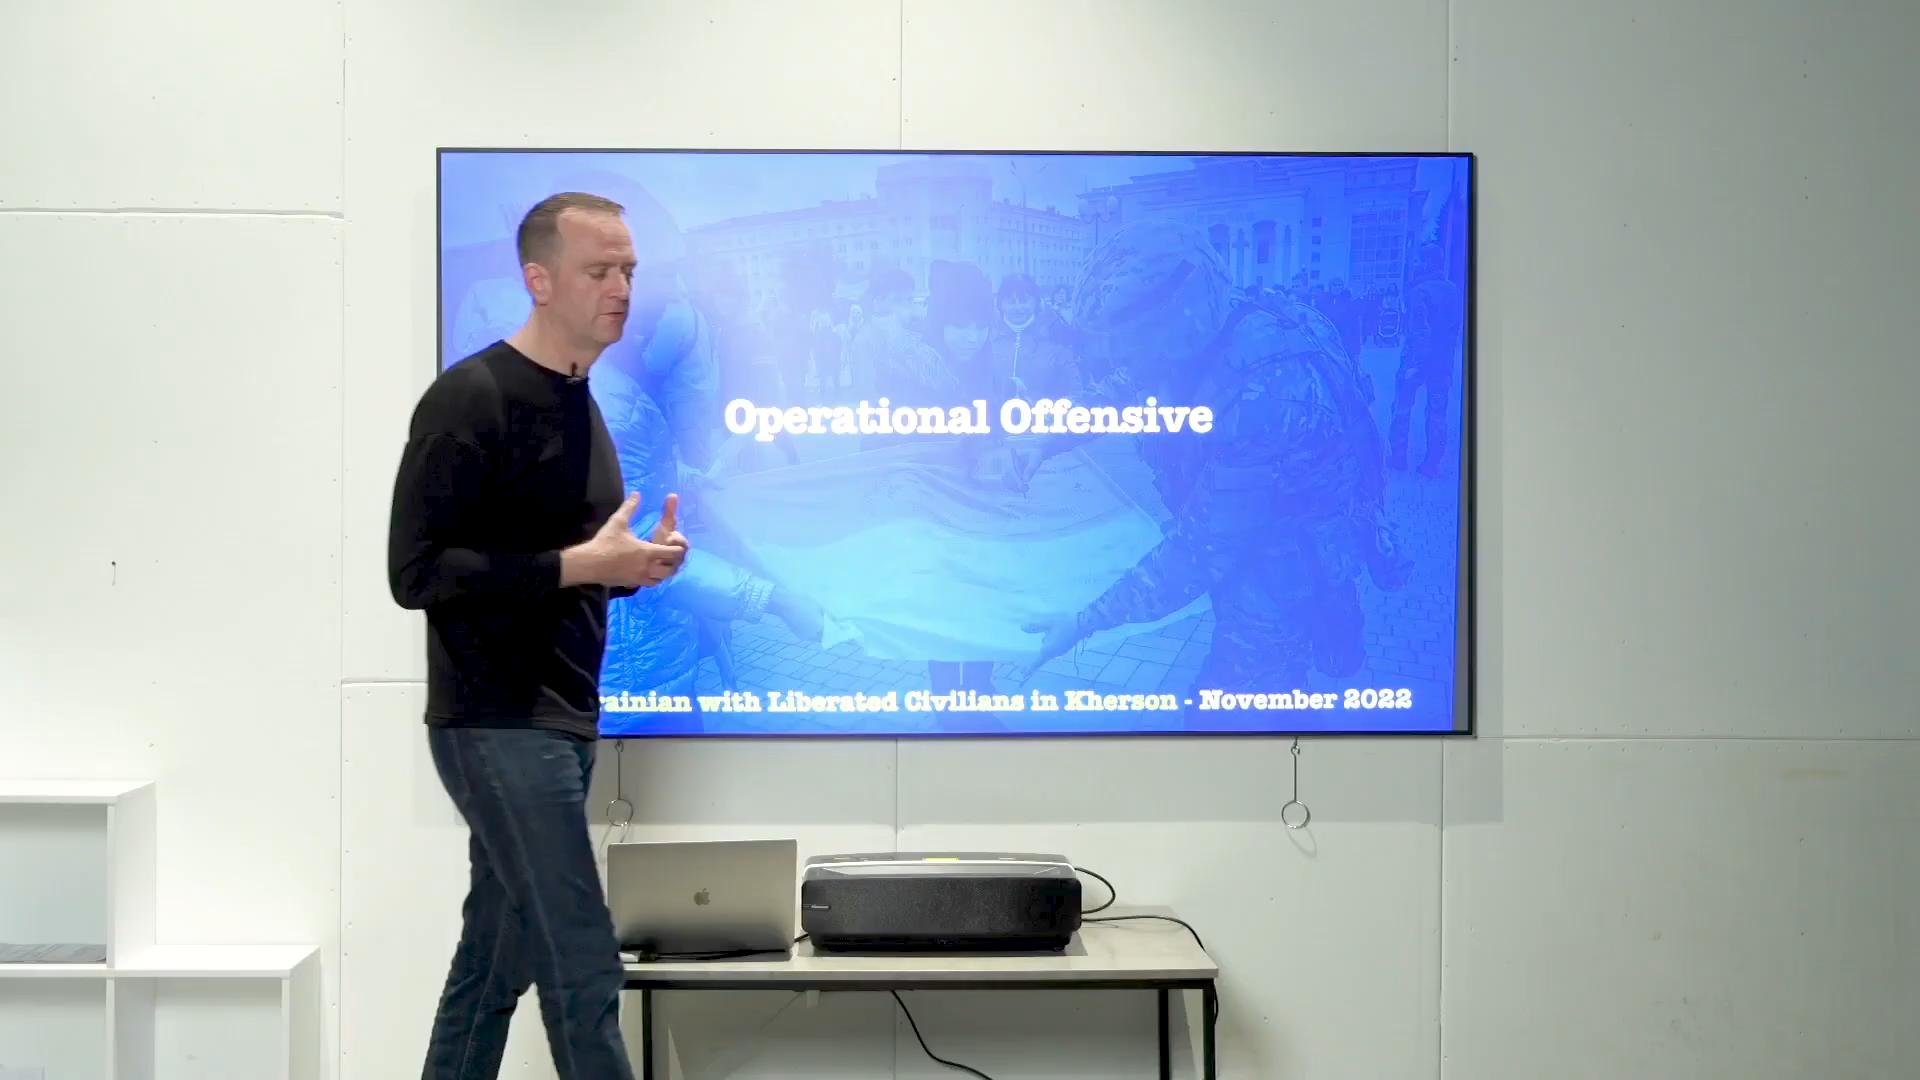 Operational Offensive
rainian with Liberated Civilians in Kherson - November 2022